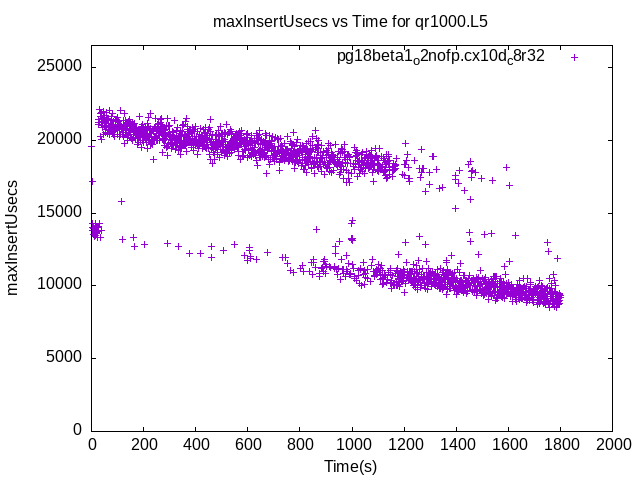 maxInsertUsecs vs Time for qr1000.L5
pg18beta1_o2nofp.cx10d_c8r32
25000
20000
15000
10000
5000
0
maxInsertUsecs
0 200 400 600 800 1000 1200 1400 1600 1800 2000
Time(s)